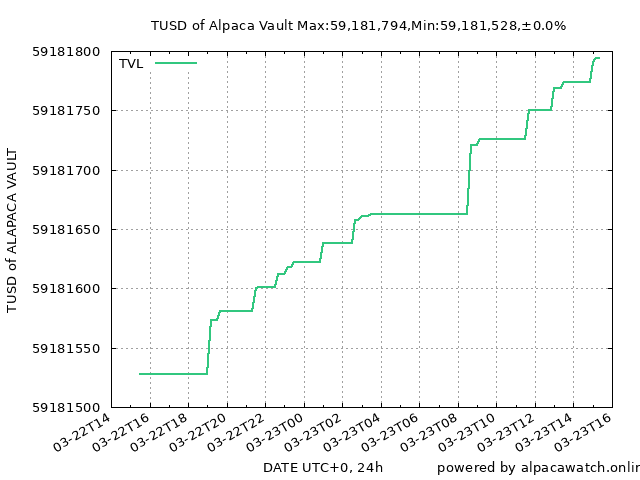 TUSD of Alpaca Vault Max:59,181,794,Min:59,181,528,±0.0%
TVL
TUSD of ALAPACA VAULT
59181800
59181750
59181700
59181650
59181600
59181550
59181500
03-22T14
03-22T16
03-22T18
03-22T20
03-22T22
03-23T00
03-23T02
03-23T04
03-23T06
03-23T08
03-23T10
03-23T12
03-23T14
03-23T16
DATE UTC+0, 24h
powered by alpacawatch.onlin